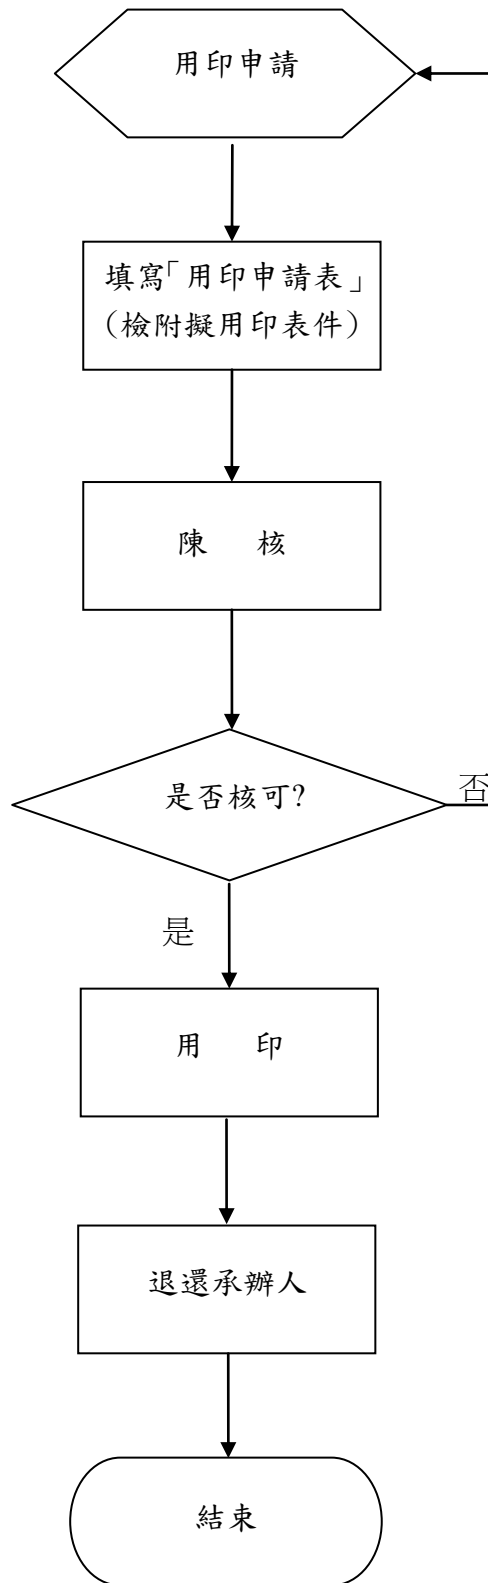 用印申請
填寫「用印申請表」
（檢附擬用印表件）
陳 核
是否核可?
否
是
用 印
退還承辦人
結束